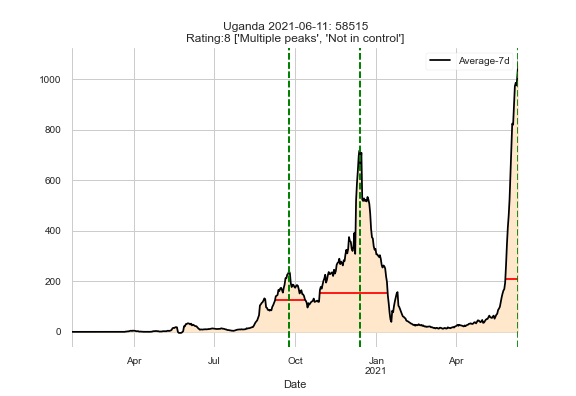 Uganda 2021-06-11: 58515
Rating:8 ['Multiple peaks', 'Not in control']
Average-7d
1000
800
600
400
200
0
Apr Jul Oct Jan Apr
2021
Date